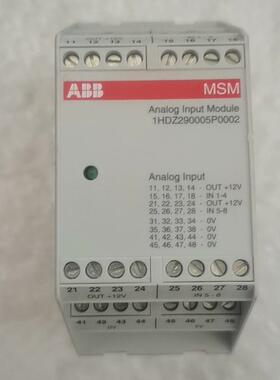 11 12 13 14
OUT +12V
15 16 17 18
ABB
MSM
Analog Input Module
1HDZ290005P0002
Analog Input
11, 12, 13, 14 - OUT +12V
15, 16, 17, 18 - IN 1-4
21, 22, 23, 24 - OUT +12V
25, 26, 27, 28 - IN 5-8
31, 32, 33, 34 - 0V
35, 36, 37, 38 - 0V
41, 42, 43, 44 - 0V
45, 46, 47, 48 - 0V
21 22 23 24
OUT +12V
25 26 27 28
IN 5 - 8
41 42 43 44
0V
45 46 47 48